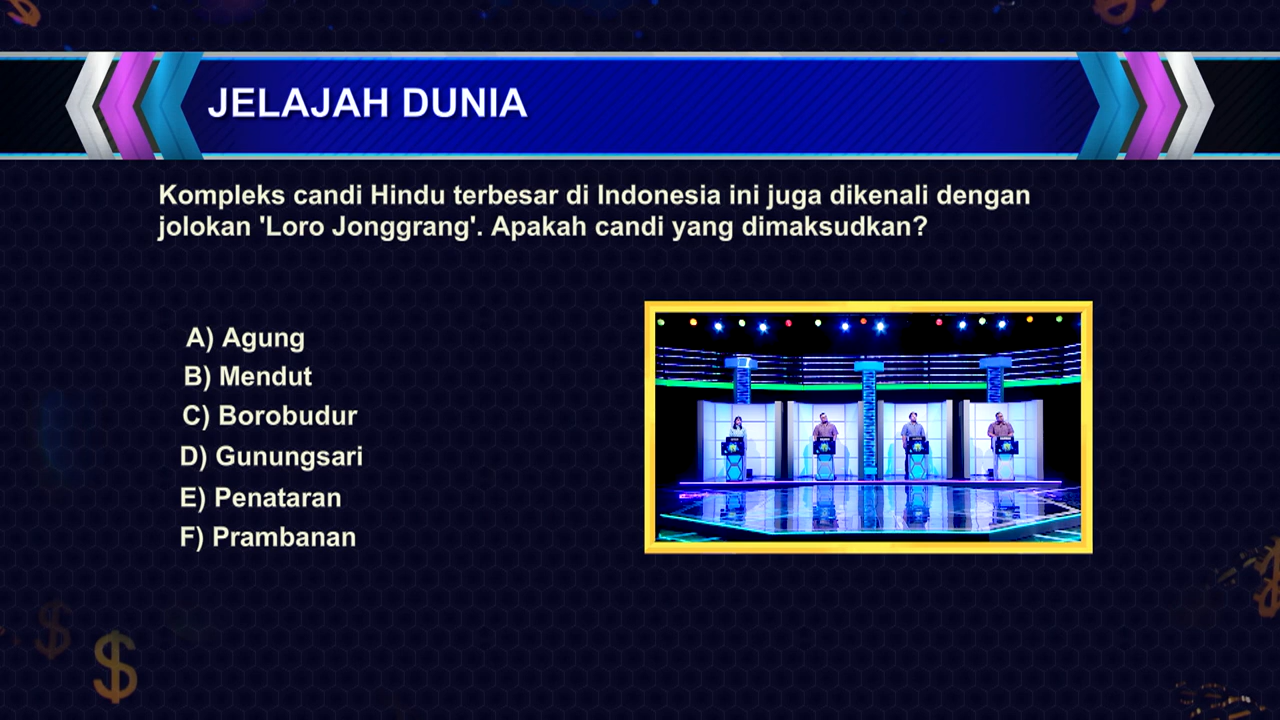 JELAJAH DUNIA
Kompleks candi Hindu terbesar di Indonesia ini juga dikenali dengan
jolokan 'Loro Jonggrang'. Apakah candi yang dimaksudkan?
A) Agung
B) Mendut
C) Borobudur
D) Gunungsari
E) Penataran
F) Prambanan